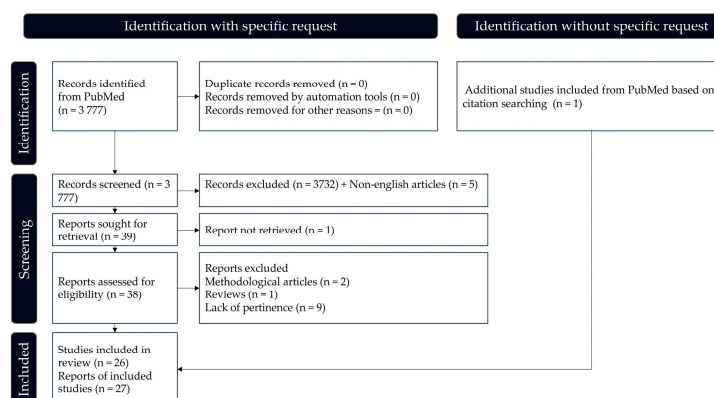 Identification with specific request
Identification without specific request
Identification
Records identified
from PubMed
(n = 3 777)
Duplicate records removed (n = 0)
Records removed by automation tools (n = 0)
Records removed for other reasons = (n = 0)
Additional studies included from PubMed based on
citation searching (n = 1)
Screening
Records screened (n = 3
777)
Records excluded (n = 3732) + Non-english articles (n = 5)
Reports sought for
retrieval (n = 39)
Report not retrieved (n = 1)
Reports assessed for
eligibility (n = 38)
Reports excluded
Methodological articles (n = 2)
Reviews (n = 1)
Lack of pertinence (n = 9)
Included
Studies included in
review (n = 26)
Reports of included
studies (n = 27)